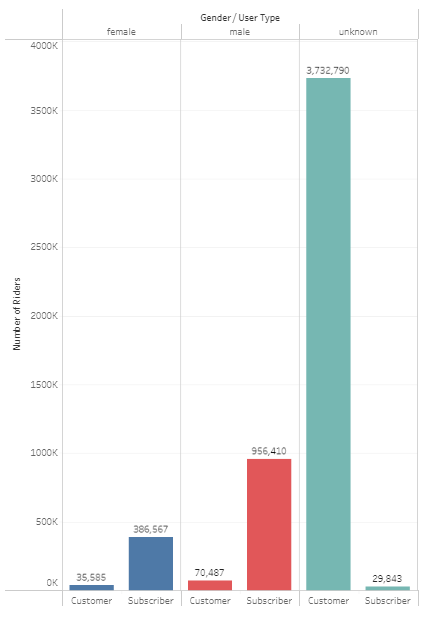 Gender / User Type
female male unknown
4000K
3,732,790
3500K
3000K
2500K
Number of Riders
2000K
1500K
1000K
956,410
500K
386,567
0K
35,585
70,487
29,843
Customer Subscriber Customer Subscriber Customer Subscriber